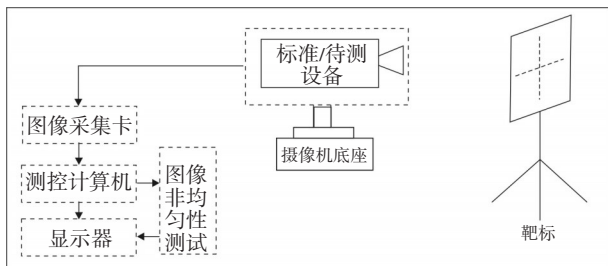 标准/待测
设备
图像采集卡
摄像机底座
测控计算机
图像
非均
匀性
测试
显示器
靶标